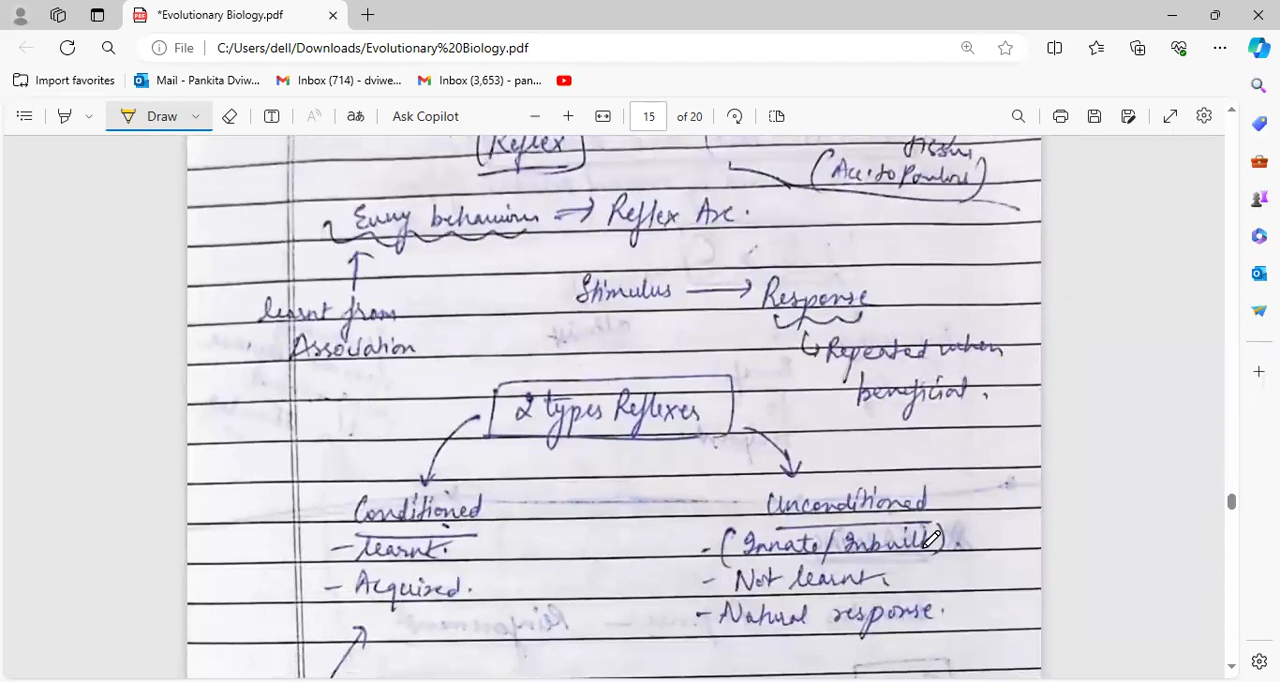 *Evolutionary Biology.pdf
File C:/Users/dell/Downloads/Evolutionary%20Biology.pdf
Import favorites Mail - Pankita Dviw... Inbox (714) - dviwe... Inbox (3,653) - pan...
Draw Ask Copilot 15 of 20
Reflex
(Acc. to Pavlov)
Every behaviour ⇒ Reflex Arc.
Stimulus → Response
learnt from
Association
Repeated when
beneficial.
2 types Reflexes
Conditioned Unconditioned
- learnt. - (Innate/Inbuilt).
- Acquired. - Not learnt.
- Natural response.